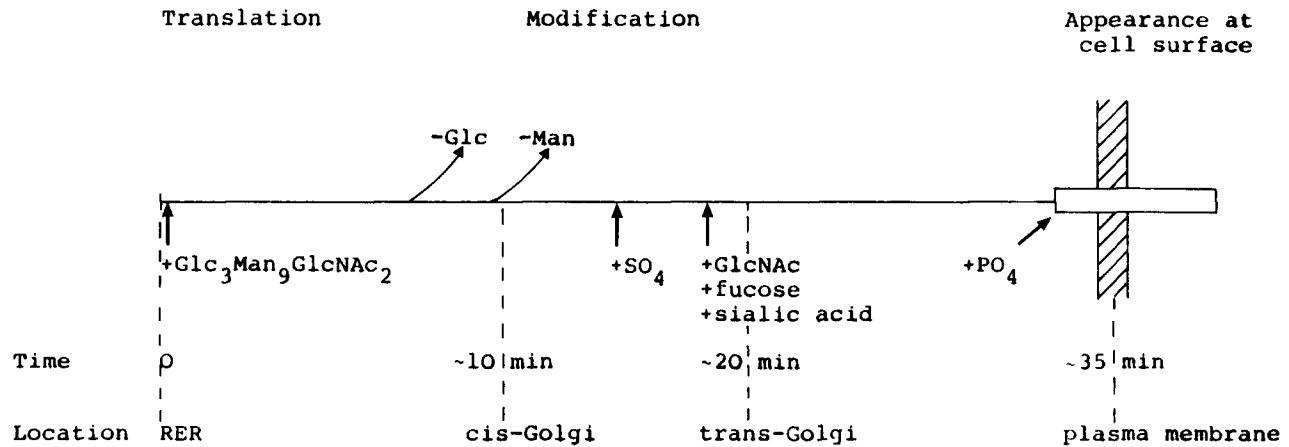 Translation Modification Appearance at
cell surface
-Glc -Man
+Glc3Man9GlcNAc2 +SO4 +GlcNAc +PO4
+fucose
+sialic acid
Time 0 ~10 min ~20 min ~35 min
Location RER cis-Golgi trans-Golgi plasma membrane